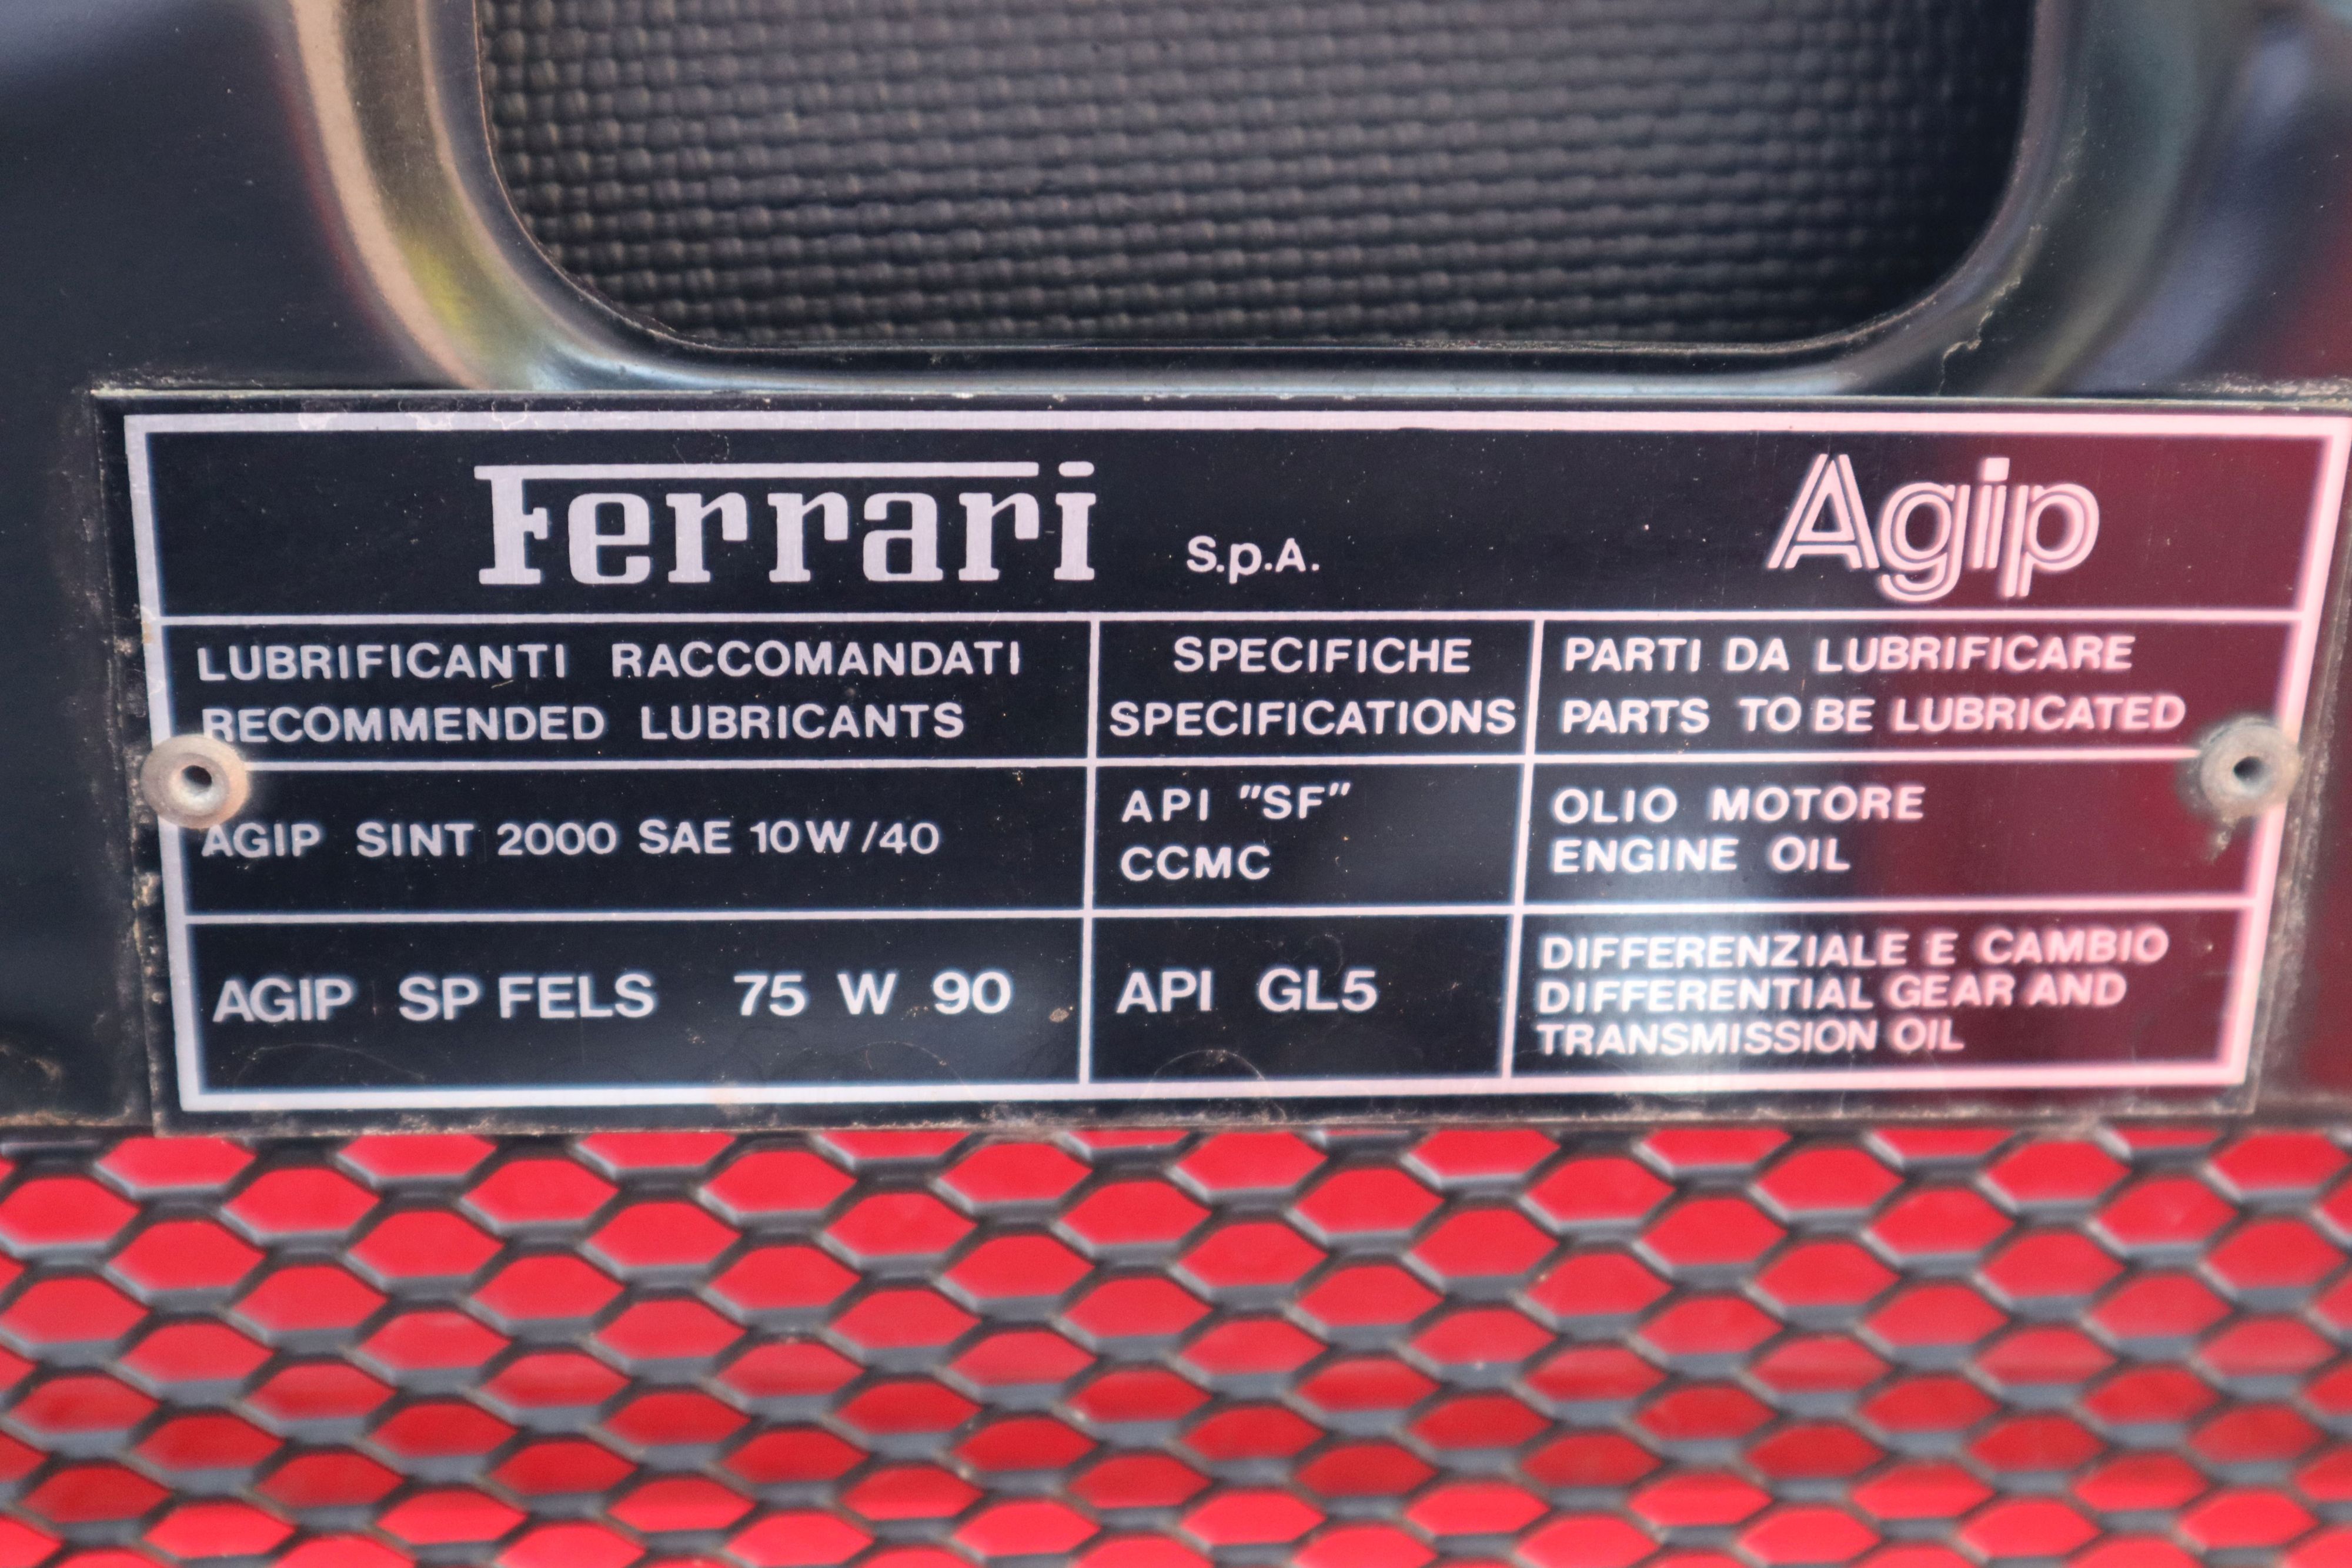 Ferrari S.p.A. Agip
LUBRIFICANTI RACCOMANDATI
RECOMMENDED LUBRICANTS
SPECIFICHE
SPECIFICATIONS
PARTI DA LUBRIFICARE
PARTS TO BE LUBRICATED
AGIP SINT 2000 SAE 10W/40
API "SF"
CCMC
OLIO MOTORE
ENGINE OIL
AGIP SP FELS 75 W 90
API GL5
DIFFERENZIALE E CAMBIO
DIFFERENTIAL GEAR AND
TRANSMISSION OIL